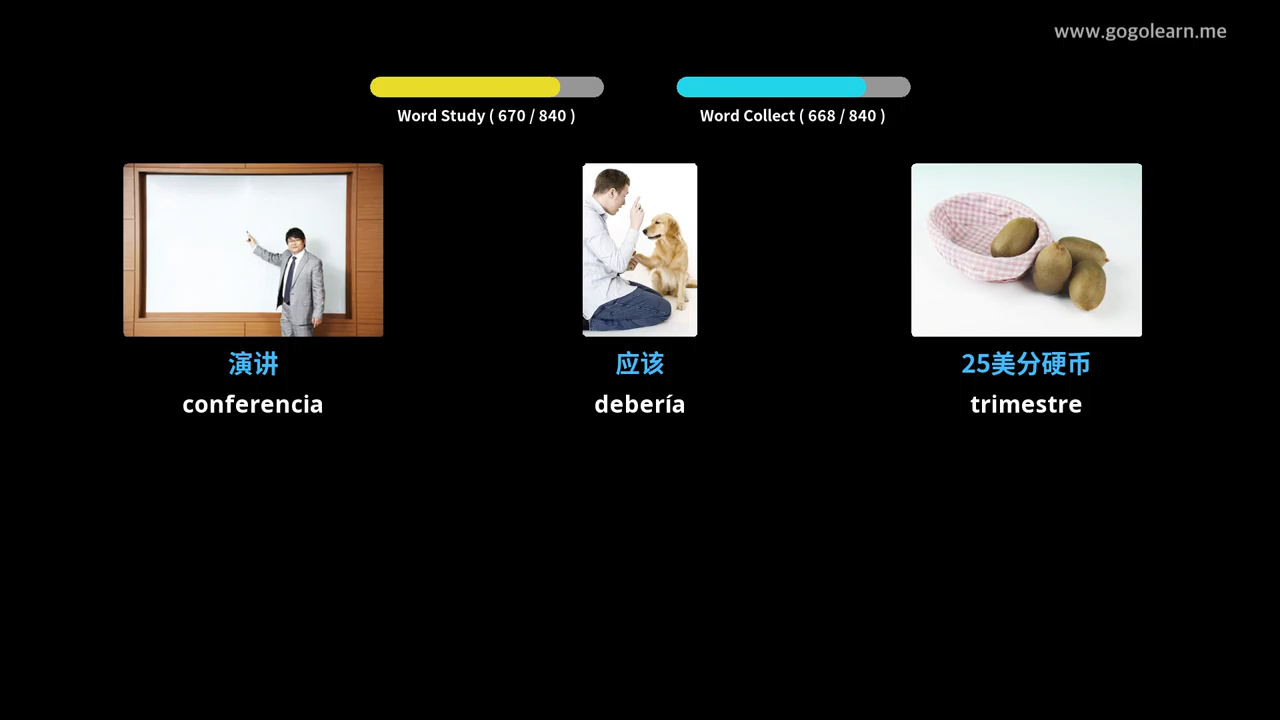 www.gogolearn.me
Word Study ( 670 / 840 )
Word Collect ( 668 / 840 )
演讲
应该
25美分硬币
conferencia
debería
trimestre